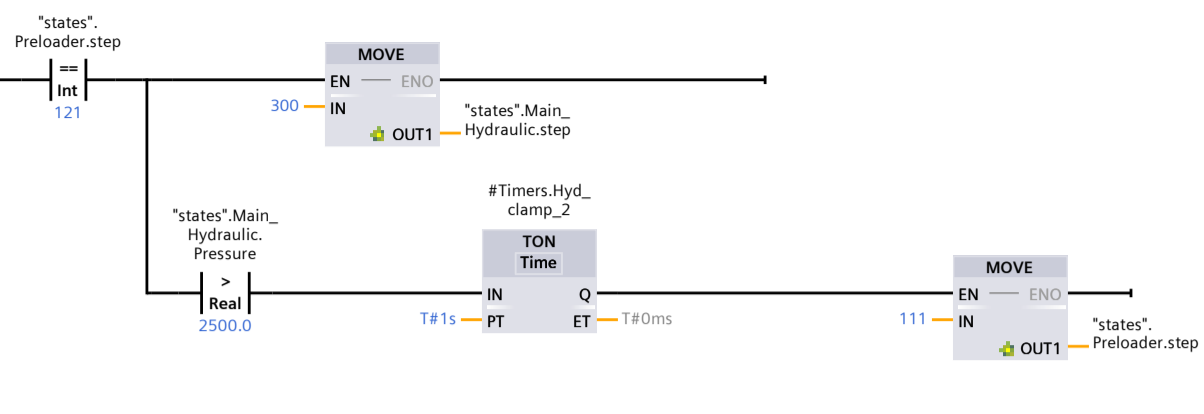 "states".
Preloader.step
==
Int
121
MOVE
EN
ENO
300
IN
OUT1
"states".Main_
Hydraulic.step
"states".Main_
Hydraulic.
Pressure
>
Real
2500.0
#Timers.Hyd_
clamp_2
TON
Time
IN
Q
T#1s
PT
ET
T#0ms
MOVE
EN
ENO
111
IN
OUT1
"states".
Preloader.step